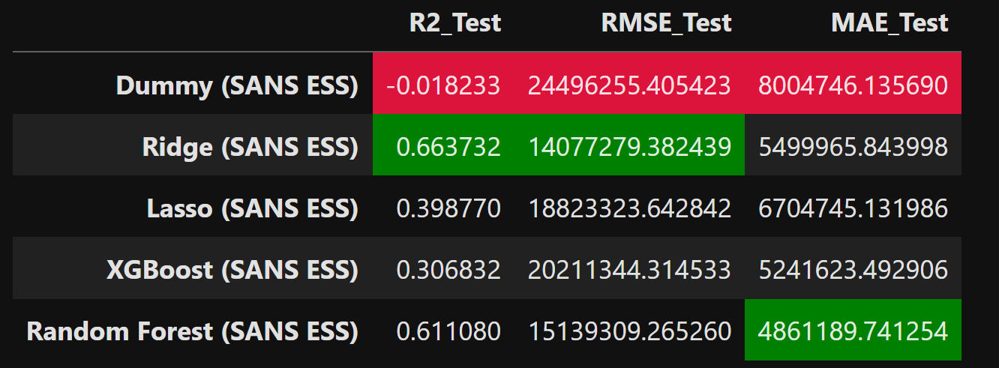 R2_Test RMSE_Test MAE_Test
Dummy (SANS ESS) -0.018233 24496255.405423 8004746.135690
Ridge (SANS ESS) 0.663732 14077279.382439 5499965.843998
Lasso (SANS ESS) 0.398770 18823323.642842 6704745.131986
XGBoost (SANS ESS) 0.306832 20211344.314533 5241623.492906
Random Forest (SANS ESS) 0.611080 15139309.265260 4861189.741254